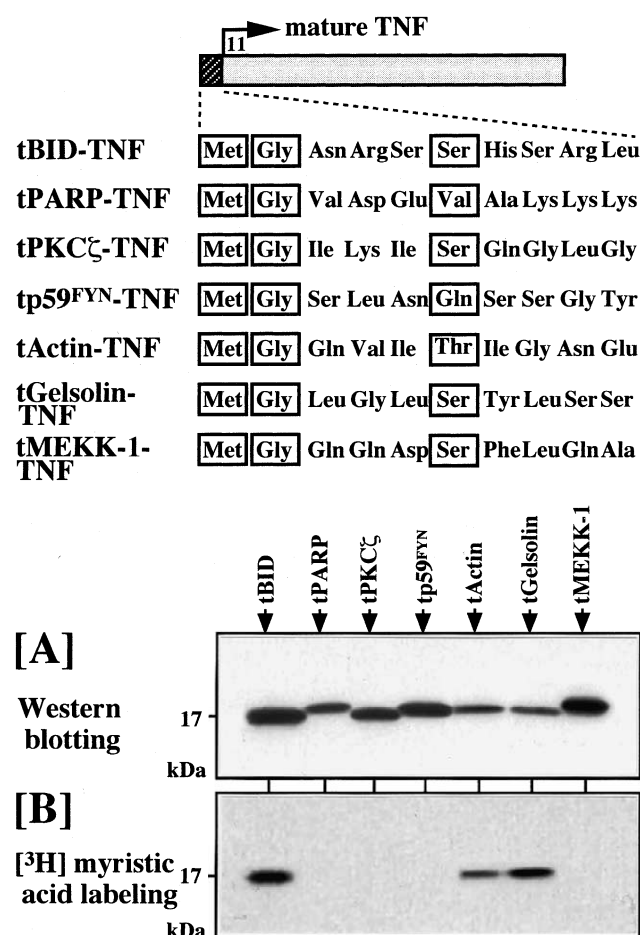 mature TNF
11
tBID-TNF Met Gly Asn Arg Ser Ser His Ser Arg Leu
tPARP-TNF Met Gly Val Asp Glu Val Ala Lys Lys Lys
tPKCζ-TNF Met Gly Ile Lys Ile Ser Gln Gly Leu Gly
tp59FYN-TNF Met Gly Ser Leu Asn Gln Ser Ser Gly Tyr
tActin-TNF Met Gly Gln Val Ile Thr Ile Gly Asn Glu
tGelsolin-TNF Met Gly Leu Gly Leu Ser Tyr Leu Ser Ser
tMEKK-1-TNF Met Gly Gln Gln Asp Ser Phe Leu Gln Ala
tBID tPARP tPKCζ tp59FYN tActin tGelsolin tMEKK-1
[A]
Western
blotting
17
kDa
[B]
[3H] myristic
acid labeling
17
kDa